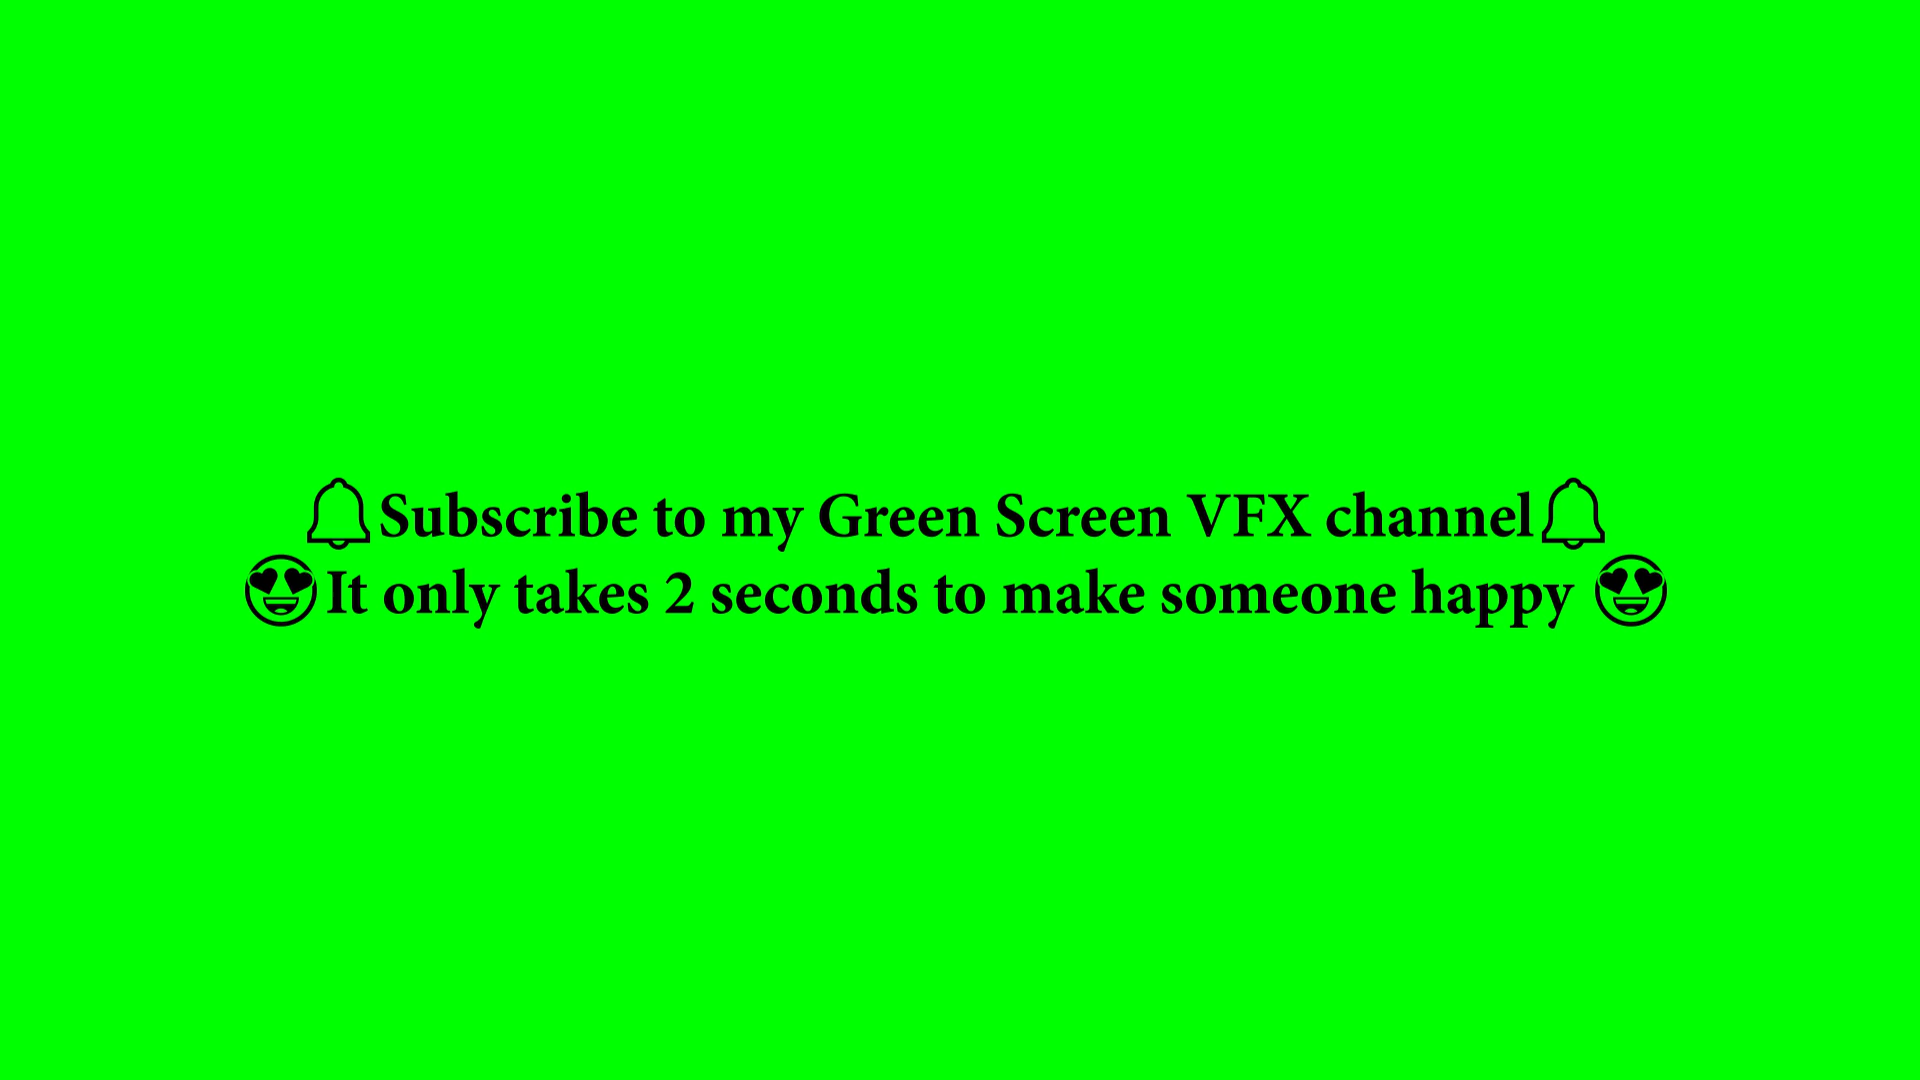 🔔Subscribe to my Green Screen VFX channel🔔
😍It only takes 2 seconds to make someone happy 😍